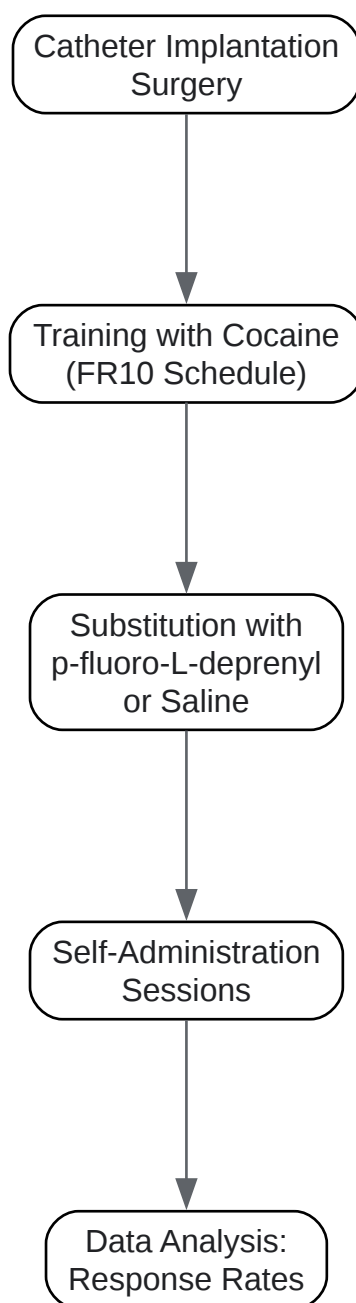 Catheter Implantation
Surgery
Training with Cocaine
(FR10 Schedule)
Substitution with
p-fluoro-L-deprenyl
or Saline
Self-Administration
Sessions
Data Analysis:
Response Rates